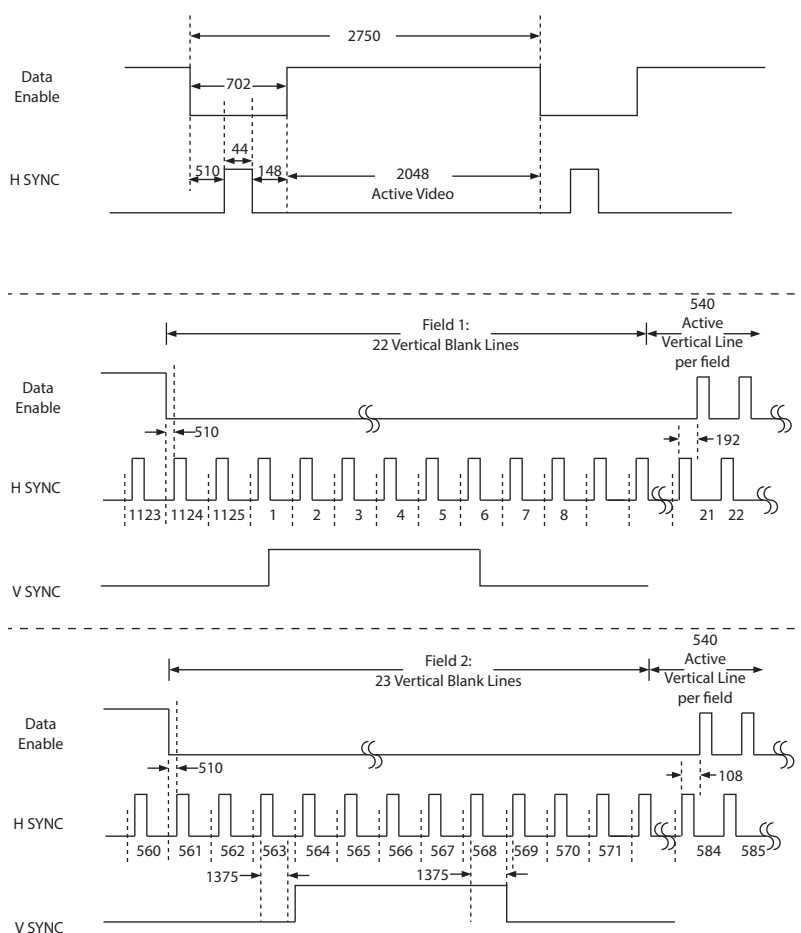 2750
Data
Enable
702
44
510
148
2048
Active Video
H SYNC
540
Active
Vertical Line
per field
Field 1:
22 Vertical Blank Lines
Data
Enable
510
192
H SYNC
1123 1124 1125 1 2 3 4 5 6 7 8 21 22
V SYNC
540
Active
Vertical Line
per field
Field 2:
23 Vertical Blank Lines
Data
Enable
510
108
H SYNC
560 561 562 563 564 565 566 567 568 569 570 571 584 585
1375 1375
V SYNC